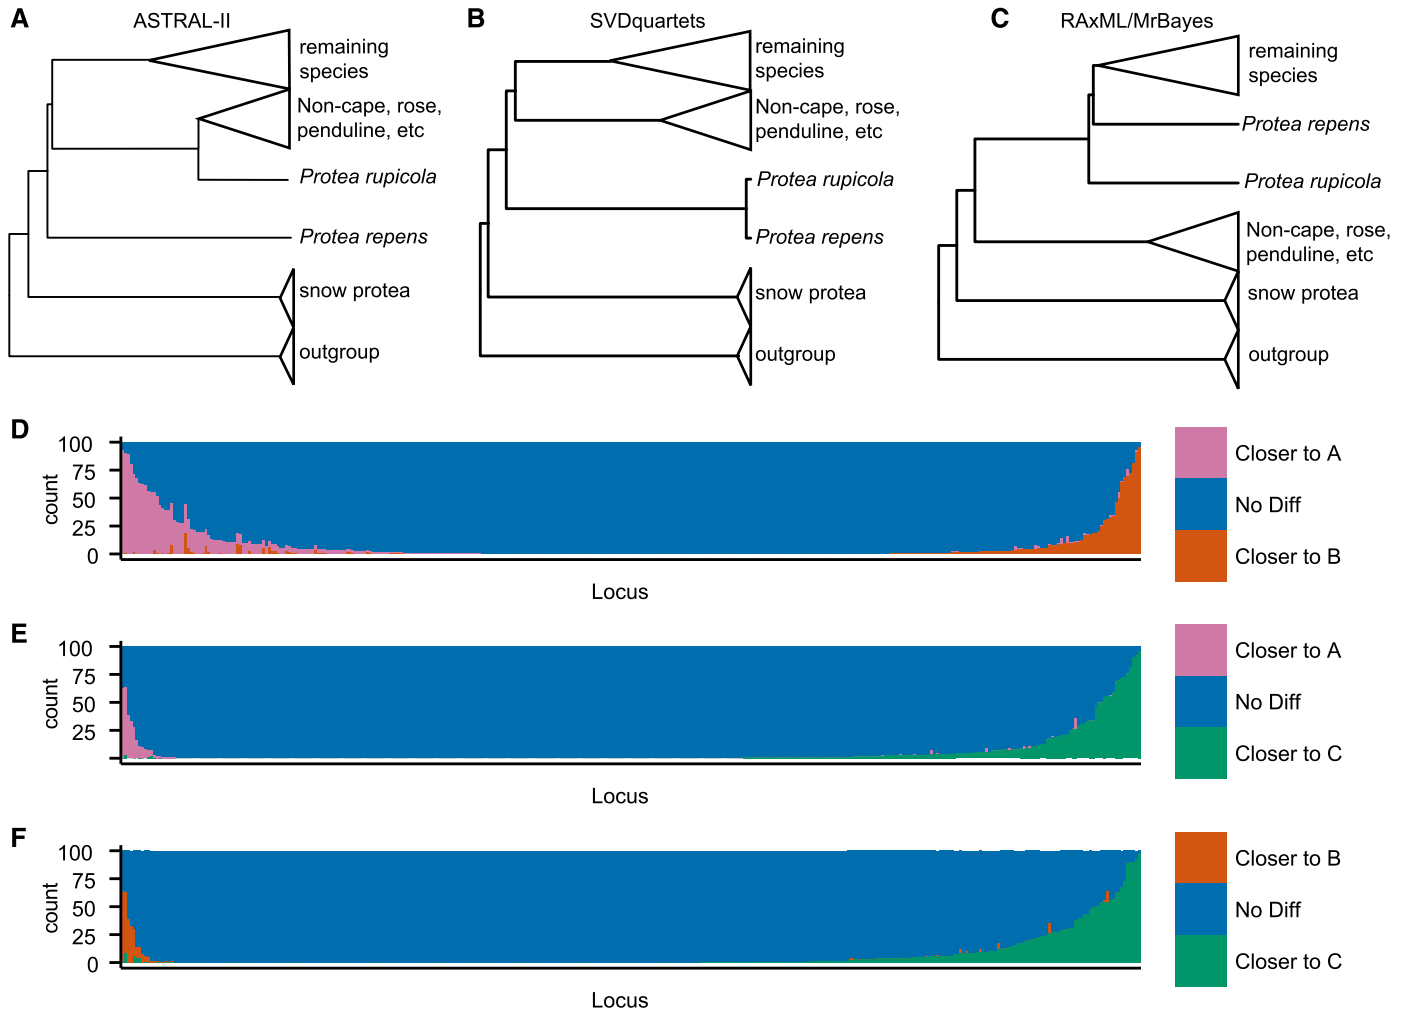 A
ASTRAL-II
remaining
species
Non-cape, rose,
penduline, etc
Protea rupicola
Protea repens
snow protea
outgroup
B
SVDquartets
remaining
species
Non-cape, rose,
penduline, etc
Protea rupicola
Protea repens
snow protea
outgroup
C
RAxML/MrBayes
remaining
species
Protea repens
Protea rupicola
Non-cape, rose,
penduline, etc
snow protea
outgroup
D
100
75
50
25
0
count
Locus
Closer to A
No Diff
Closer to B
E
100
75
50
25
count
Locus
Closer to A
No Diff
Closer to C
F
100
75
50
25
0
count
Locus
Closer to B
No Diff
Closer to C